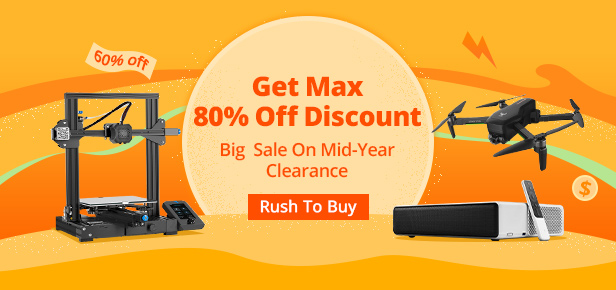 60% off
Get Max
80% Off Discount
Big Sale On Mid-Year
Clearance
Rush To Buy
$